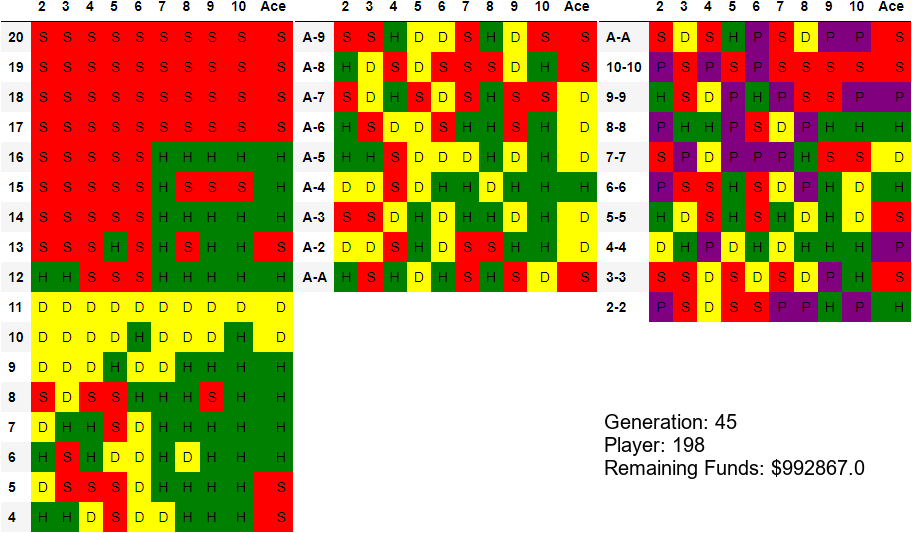 2 3 4 5 6 7 8 9 10 Ace
20 S S S S S S S S S S
19 S S S S S S S S S S
18 S S S S S S S S S S
17 S S S S S S S S S S
16 S S S S S H H H H H
15 S S S S S H S S S H
14 S S S S S H H H H H
13 S S S H S H S H H S
12 H H S S S H H H H H
11 D D D D D D D D D D
10 D D D D H D D D H D
9 D D D H D D H H H H
8 S D S S H H H S H H
7 D H H S D H H H H H
6 H S H D D H D H H H
5 D S S S D H H H H S
4 H H D S D D H H H S
2 3 4 5 6 7 8 9 10 Ace
A-9 S S H D D S H D S S
A-8 H D S D S S S D H S
A-7 S D H S D S H S S D
A-6 H S D D S H H S H D
A-5 H H S D D D H D H D
A-4 D D S D H H D H H H
A-3 S S D H D H H D H D
A-2 D D S H D S S H H D
A-A H S H D H S H S D S
2 3 4 5 6 7 8 9 10 Ace
A-A S D S H P S D P P S
10-10 P S P S P S S S S S
9-9 H S D P H P S S P P
8-8 P H H P S D P H H H
7-7 S P D P P P H S S D
6-6 P S S H S D P H D H
5-5 H D S H S H D H D S
4-4 D H P D H D H H H P
3-3 S S D S D S D P H S
2-2 P S D S S P P H P H
Generation: 45
Player: 198
Remaining Funds: $992867.0